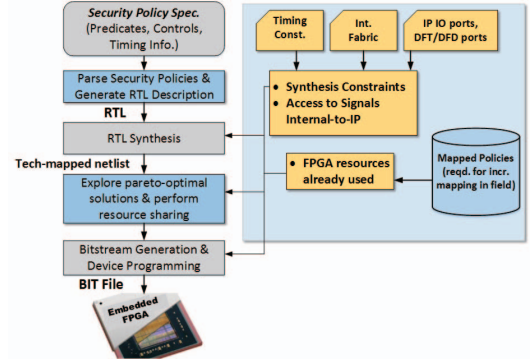 Security Policy Spec.
(Predicates, Controls,
Timing Info.)
Parse Security Policies &
Generate RTL Description
RTL
RTL Synthesis
Tech-mapped netlist
Explore pareto-optimal
solutions & perform
resource sharing
Bitstream Generation &
Device Programming
BIT File
Embedded
FPGA
Timing
Const.
Int.
Fabric
IP IO ports,
DFT/DFD ports
• Synthesis Constraints
• Access to Signals
Internal-to-IP
• FPGA resources
already used
Mapped Policies
(reqd. for incr.
mapping in field)